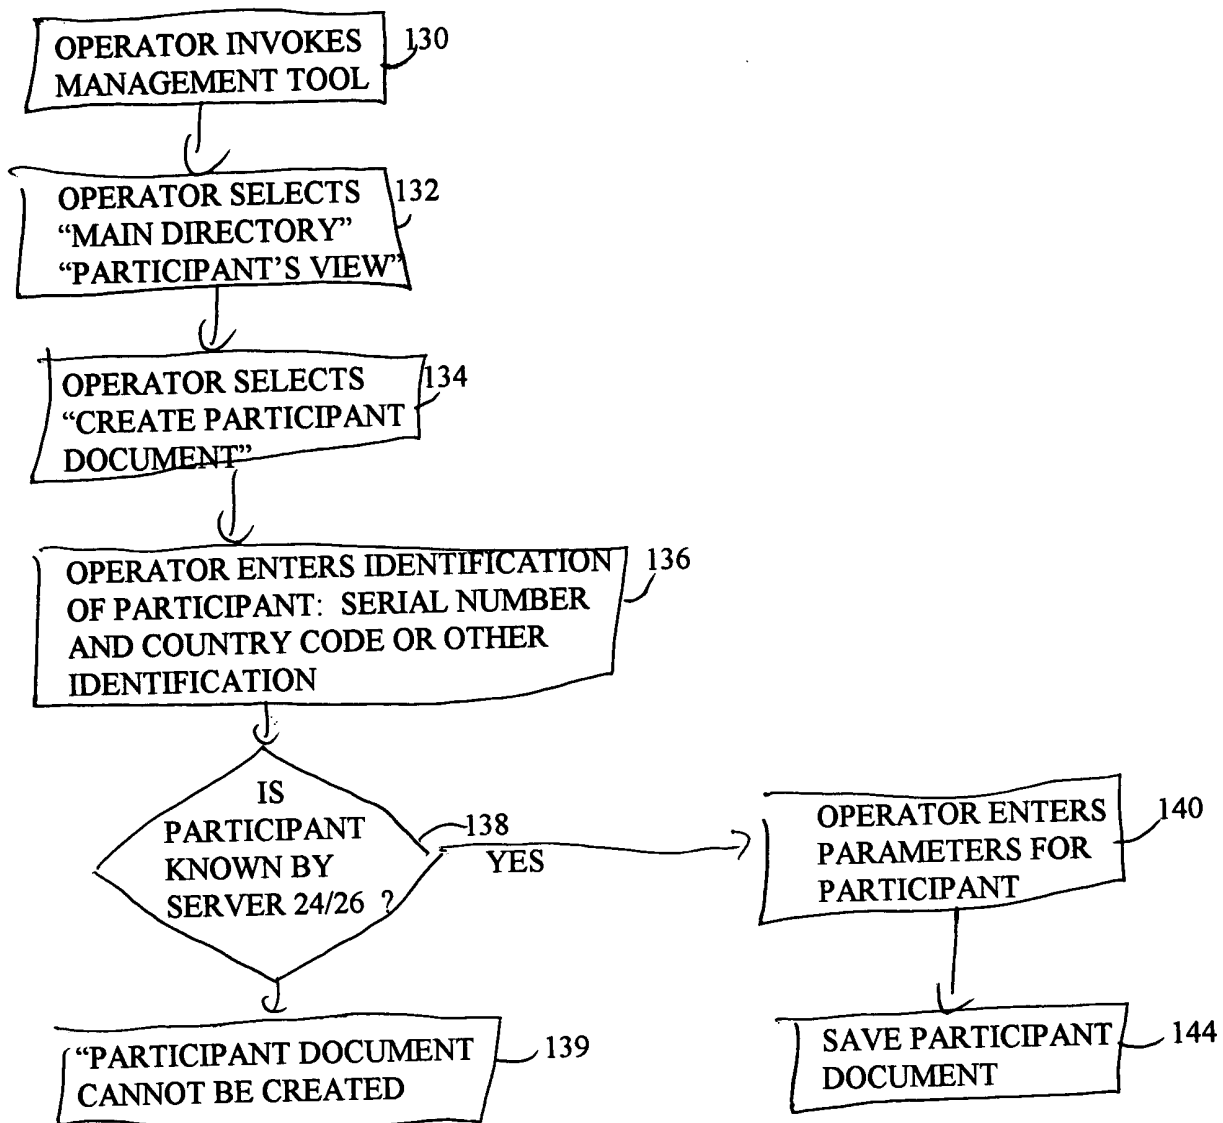 OPERATOR INVOKES
MANAGEMENT TOOL
130
OPERATOR SELECTS
“MAIN DIRECTORY”
“PARTICIPANT’S VIEW”
132
OPERATOR SELECTS
“CREATE PARTICIPANT
DOCUMENT”
134
OPERATOR ENTERS IDENTIFICATION
OF PARTICIPANT: SERIAL NUMBER
AND COUNTRY CODE OR OTHER
IDENTIFICATION
136
IS
PARTICIPANT
KNOWN BY
SERVER 24/26 ?
138
YES
OPERATOR ENTERS
PARAMETERS FOR
PARTICIPANT
140
“PARTICIPANT DOCUMENT
CANNOT BE CREATED
139
SAVE PARTICIPANT
DOCUMENT
144